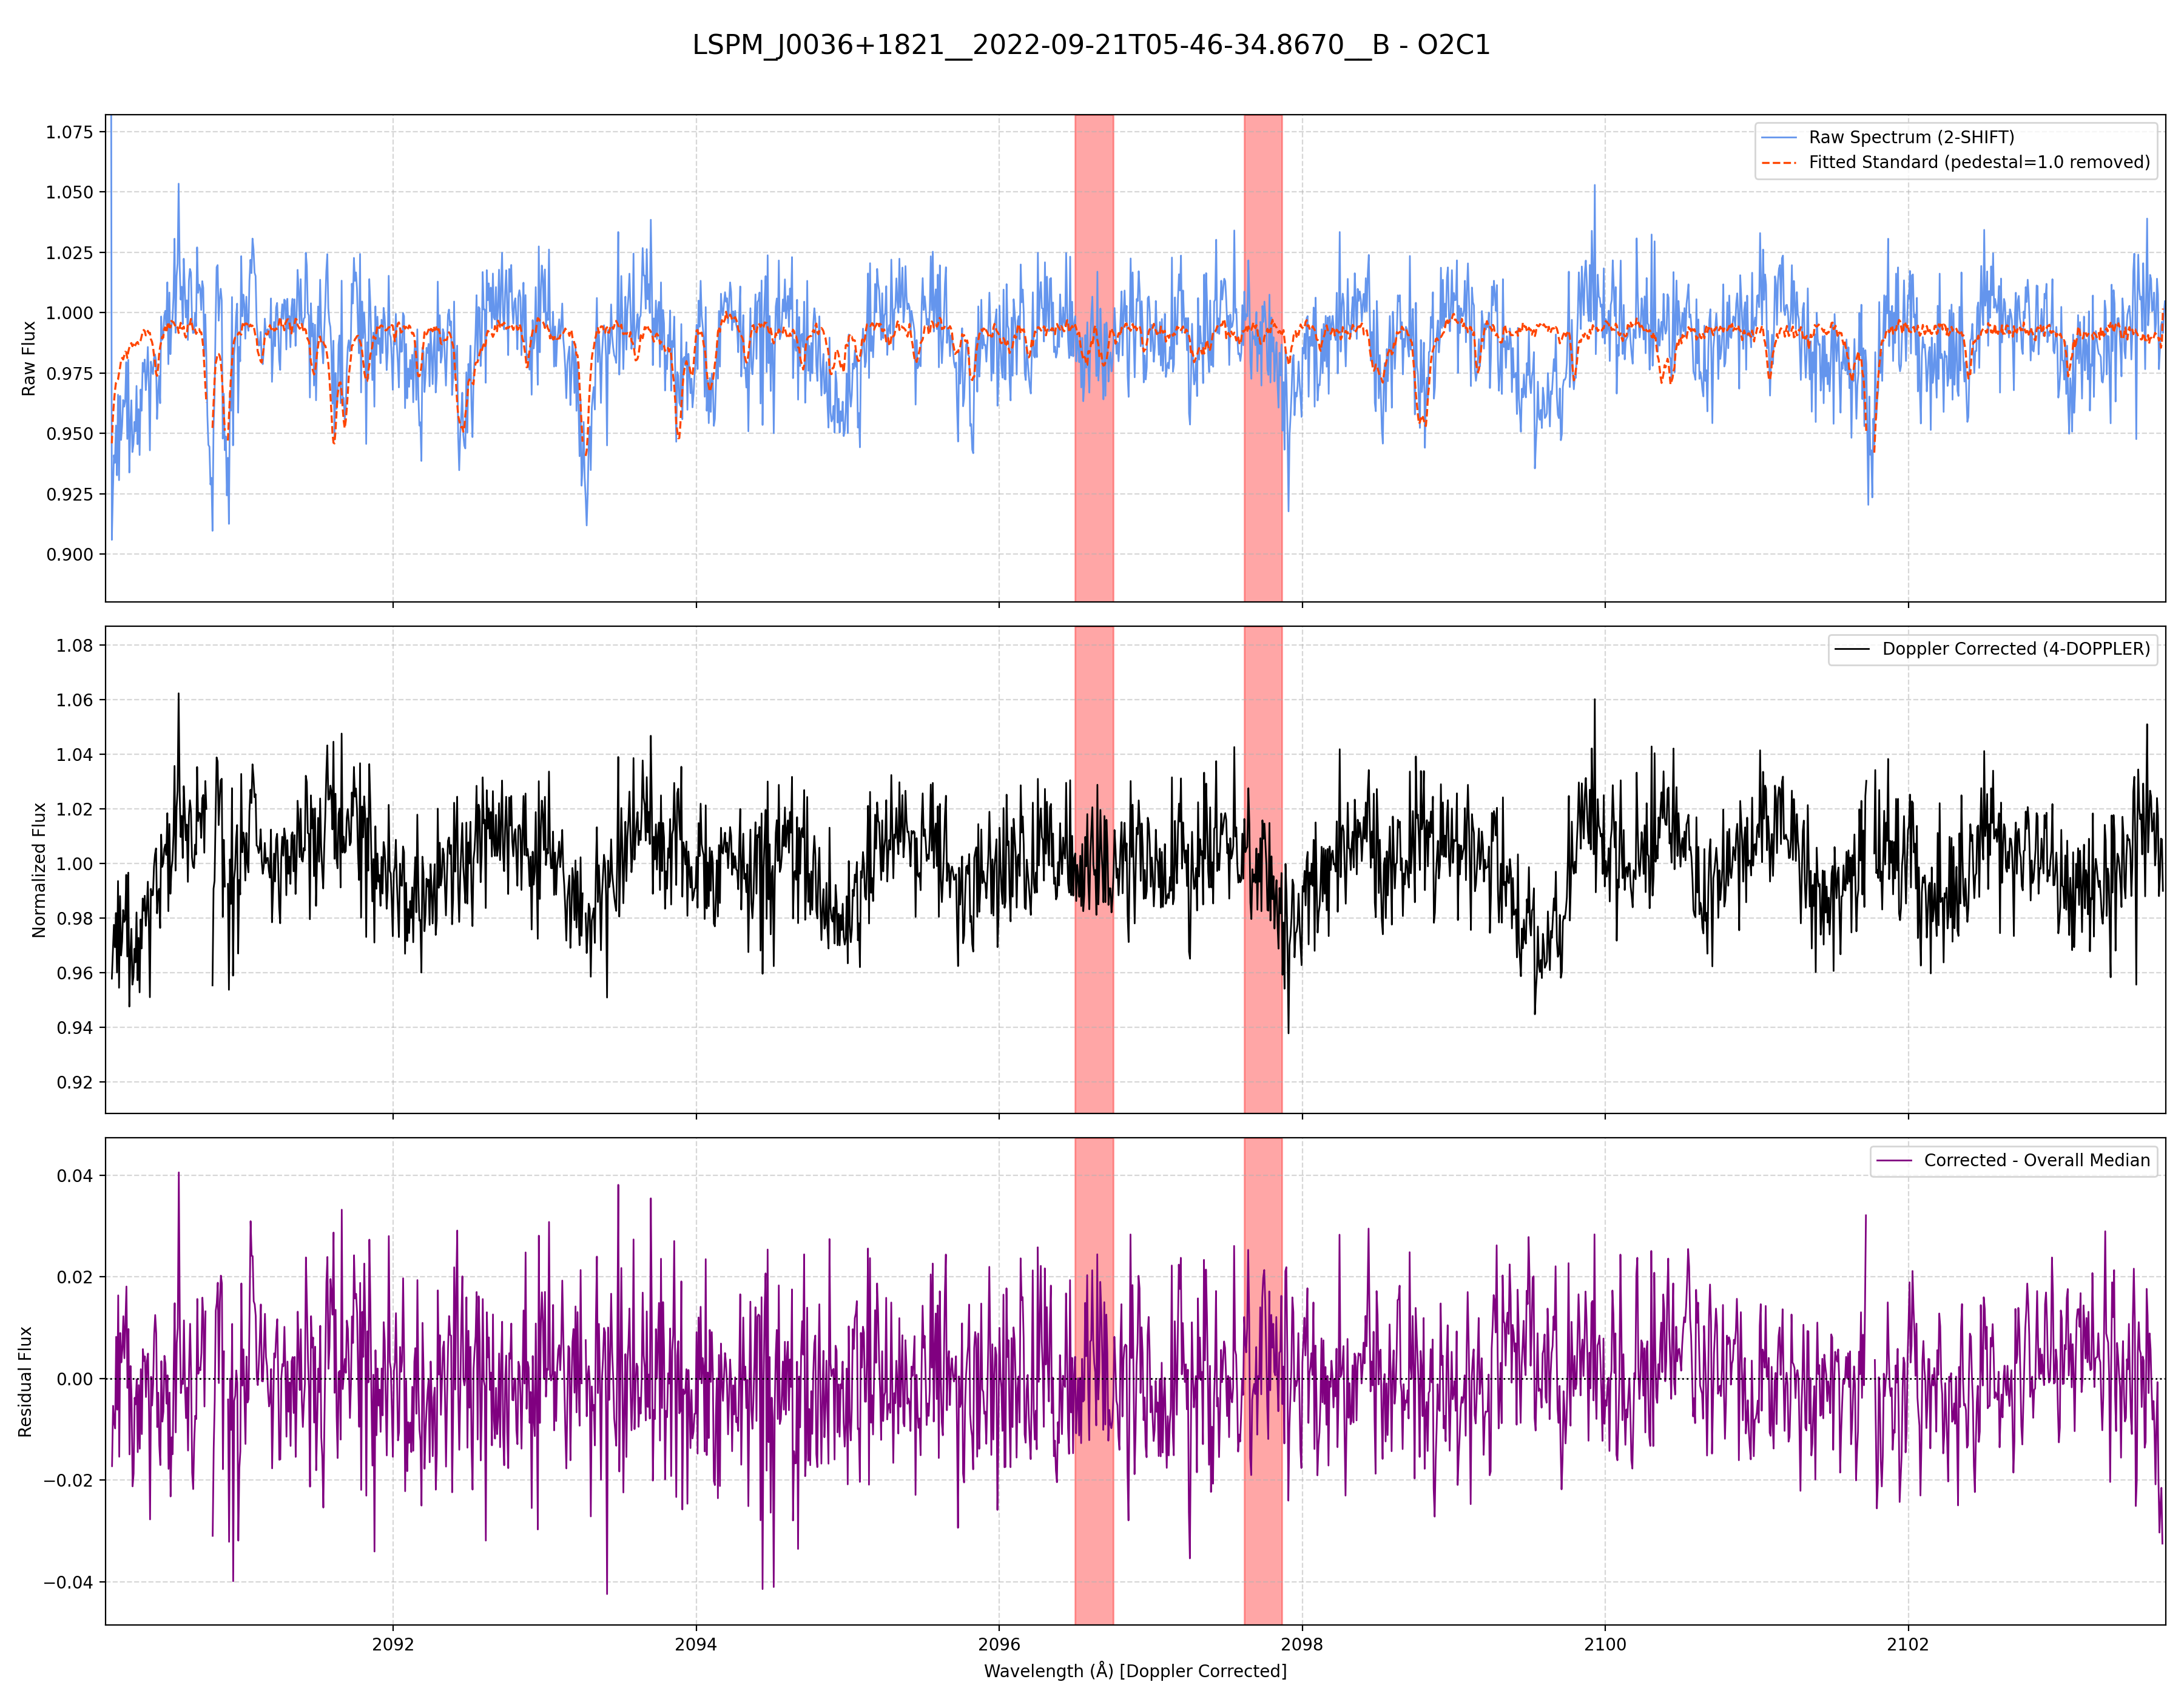 LSPM_J0036+1821__2022-09-21T05-46-34.8670__B - O2C1
1.075
1.050
1.025
1.000
0.975
0.950
0.925
0.900
Raw Flux
Raw Spectrum (2-SHIFT)
Fitted Standard (pedestal=1.0 removed)
1.08
1.06
1.04
1.02
1.00
0.98
0.96
0.94
0.92
Normalized Flux
Doppler Corrected (4-DOPPLER)
0.04
0.02
0.00
−0.02
−0.04
Residual Flux
Corrected - Overall Median
2092 2094 2096 2098 2100 2102
Wavelength (Å) [Doppler Corrected]